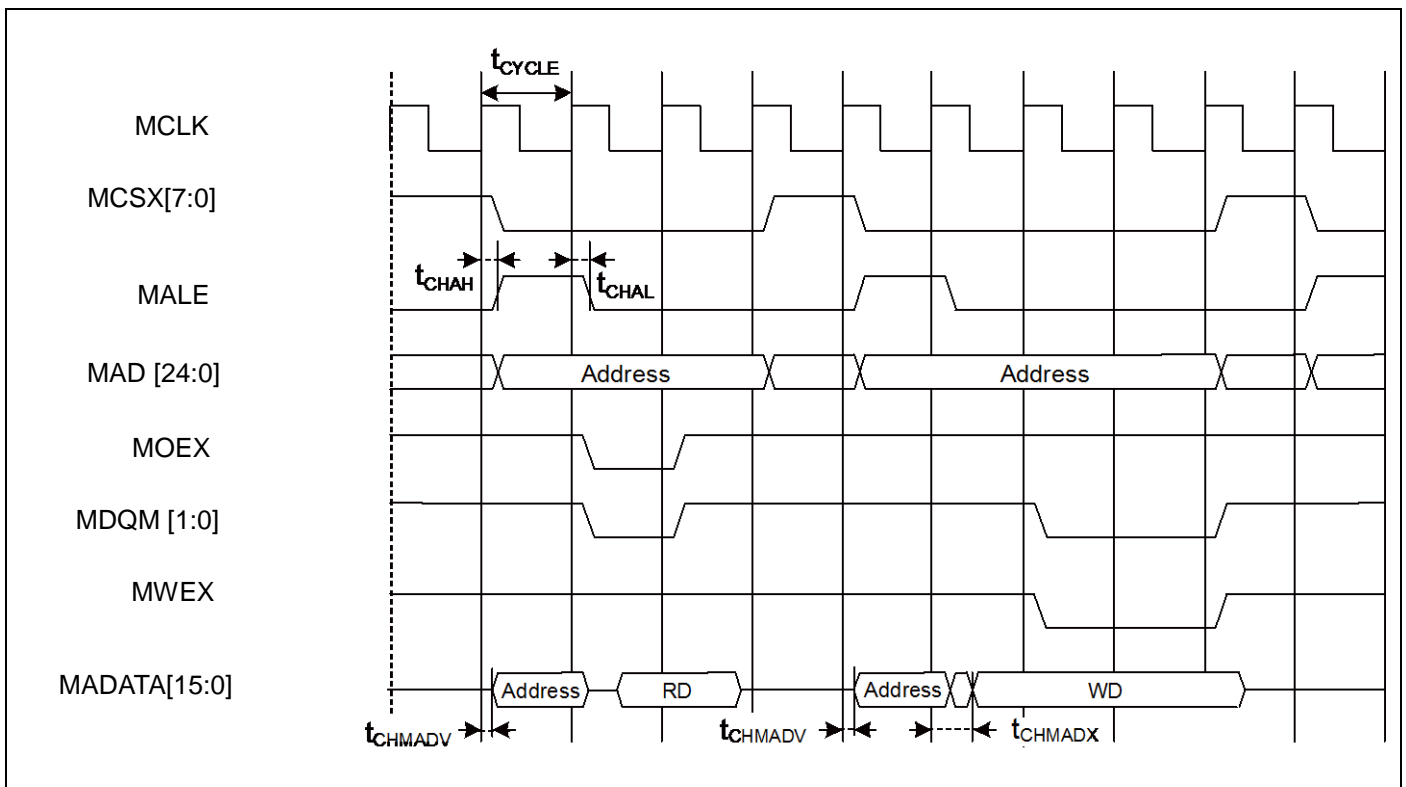 tCYCLE
MCLK
MCSX[7:0]
tCHAH
tCHAL
MALE
MAD [24:0]
Address
Address
MOEX
MDQM [1:0]
MWEX
MADATA[15:0]
Address
RD
Address
WD
tCHMADV
tCHMADV
tCHMADX